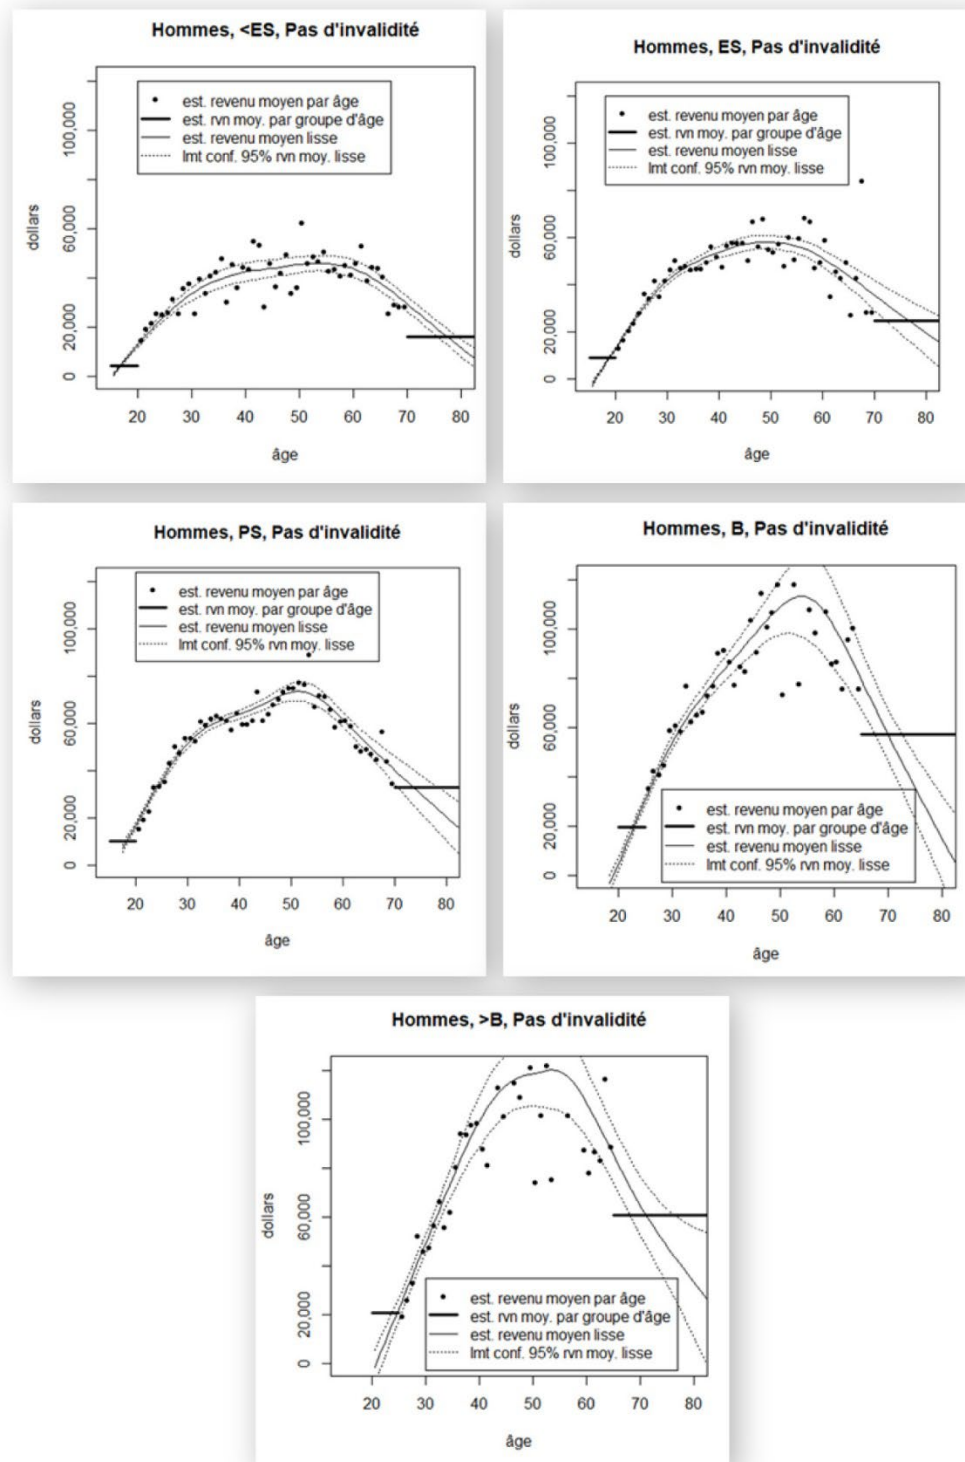 Hommes, <ES, Pas d'invalidité
est. revenu moyen par âge
est. rvn moy. par groupe d'âge
est. revenu moyen lisse
lmt conf. 95% rvn moy. lisse
dollars
100,000
60,000
20,000
0
20 30 40 50 60 70 80
âge
Hommes, ES, Pas d'invalidité
est. revenu moyen par âge
est. rvn moy. par groupe d'âge
est. revenu moyen lisse
lmt conf. 95% rvn moy. lisse
dollars
100,000
60,000
20,000
0
20 30 40 50 60 70 80
âge
Hommes, PS, Pas d'invalidité
est. revenu moyen par âge
est. rvn moy. par groupe d'âge
est. revenu moyen lisse
lmt conf. 95% rvn moy. lisse
dollars
100,000
60,000
20,000
0
20 30 40 50 60 70 80
âge
Hommes, B, Pas d'invalidité
dollars
100,000
60,000
20,000
0
est. revenu moyen par âge
est. rvn moy. par groupe d'âge
est. revenu moyen lisse
lmt conf. 95% rvn moy. lisse
20 30 40 50 60 70 80
âge
Hommes, >B, Pas d'invalidité
dollars
100,000
60,000
20,000
0
est. revenu moyen par âge
est. rvn moy. par groupe d'âge
est. revenu moyen lisse
lmt conf. 95% rvn moy. lisse
20 30 40 50 60 70 80
âge